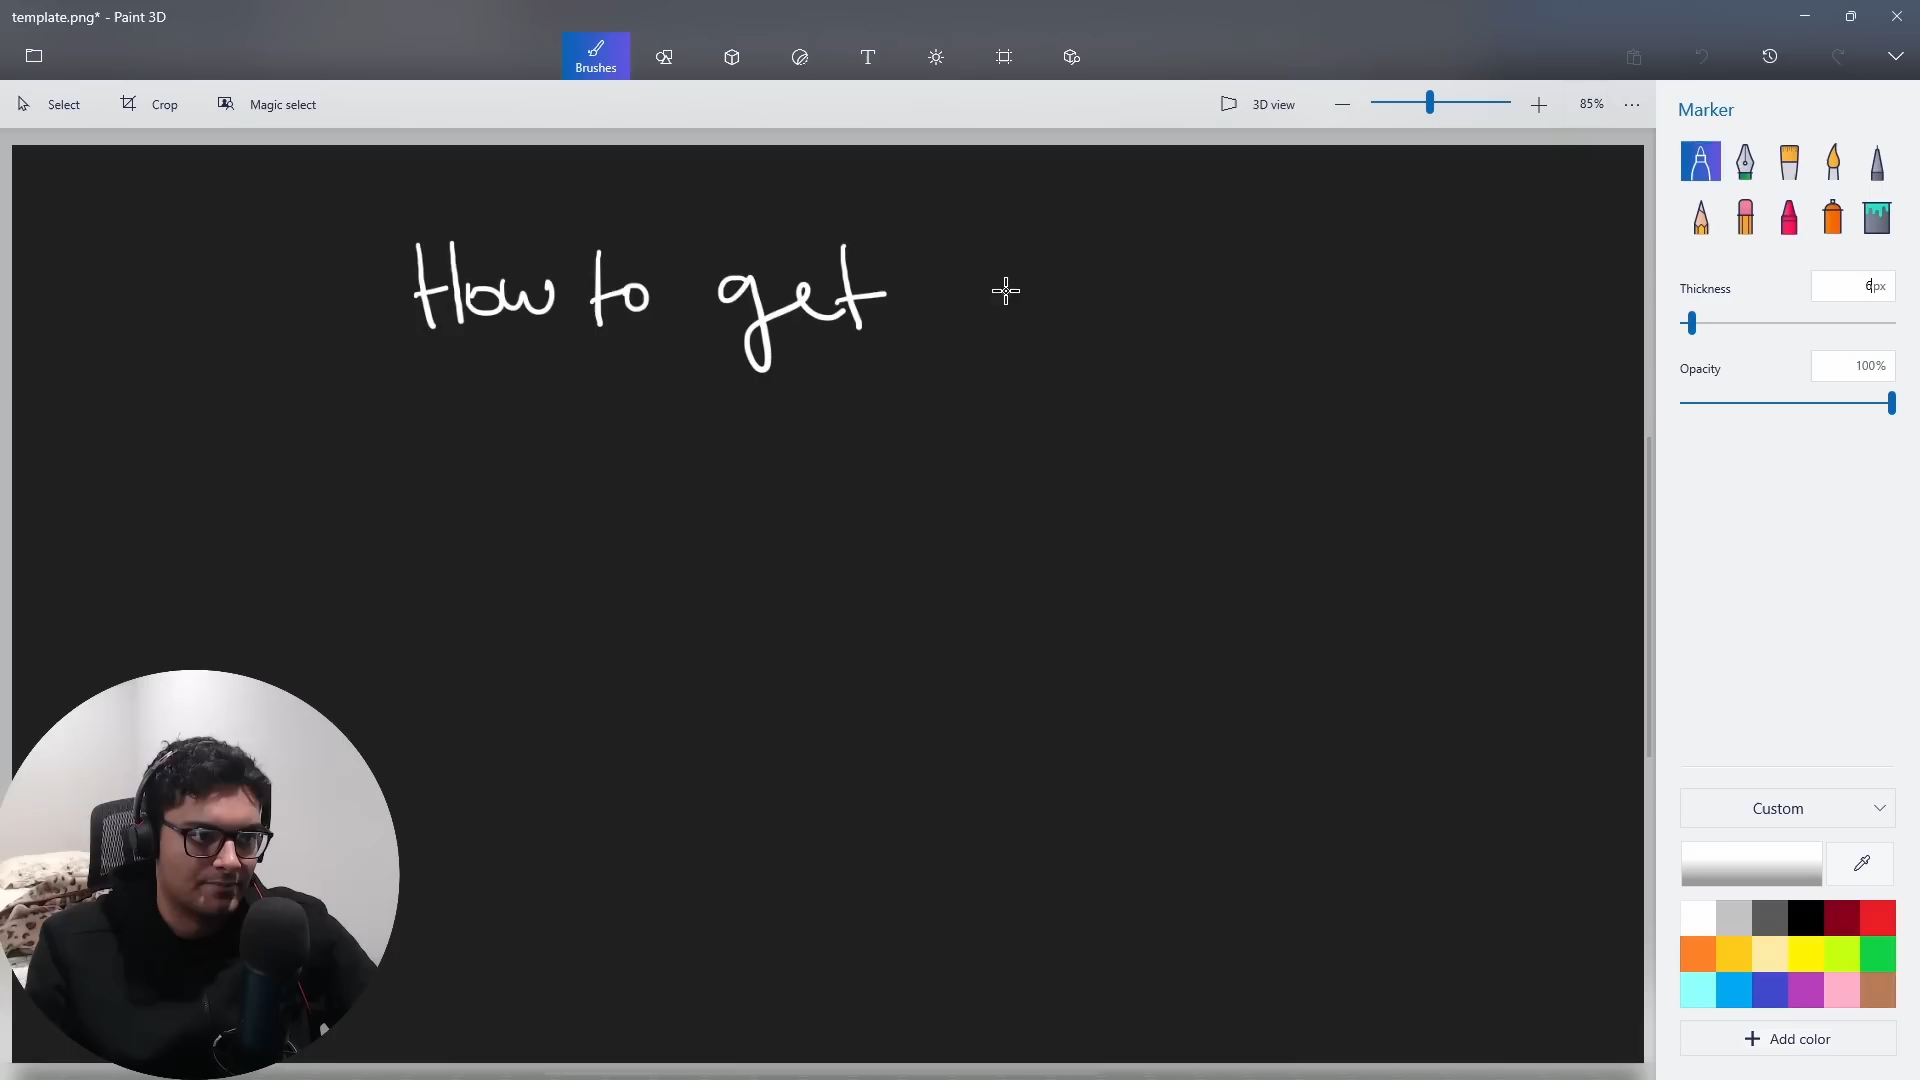 template.png* - Paint 3D
Brushes
Select Crop Magic select 3D view 85%
Marker
Thickness 6px
Opacity 100%
How to get
Custom
Add color